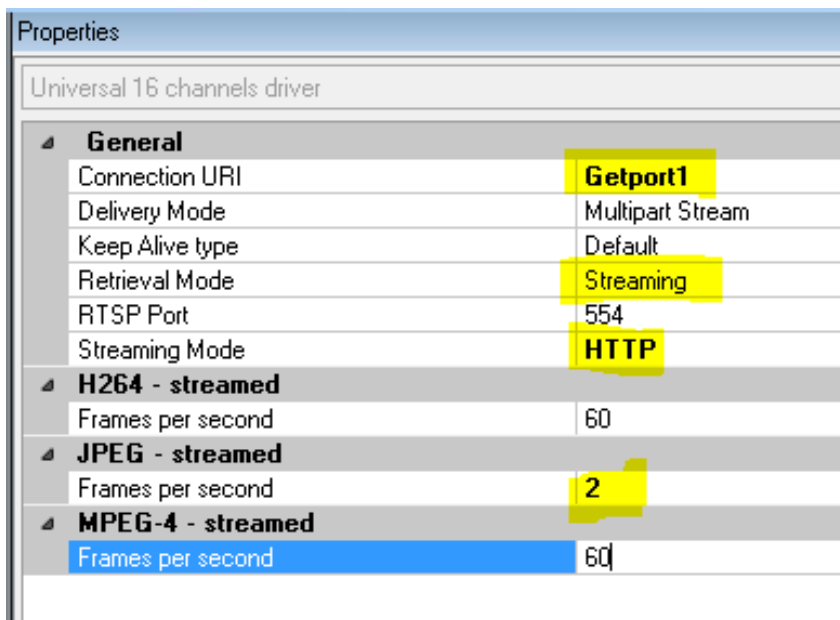 Properties
Universal 16 channels driver
General
Connection URI Getport1
Delivery Mode Multipart Stream
Keep Alive type Default
Retrieval Mode Streaming
RTSP Port 554
Streaming Mode HTTP
H264 - streamed
Frames per second 60
JPEG - streamed
Frames per second 2
MPEG-4 - streamed
Frames per second 60